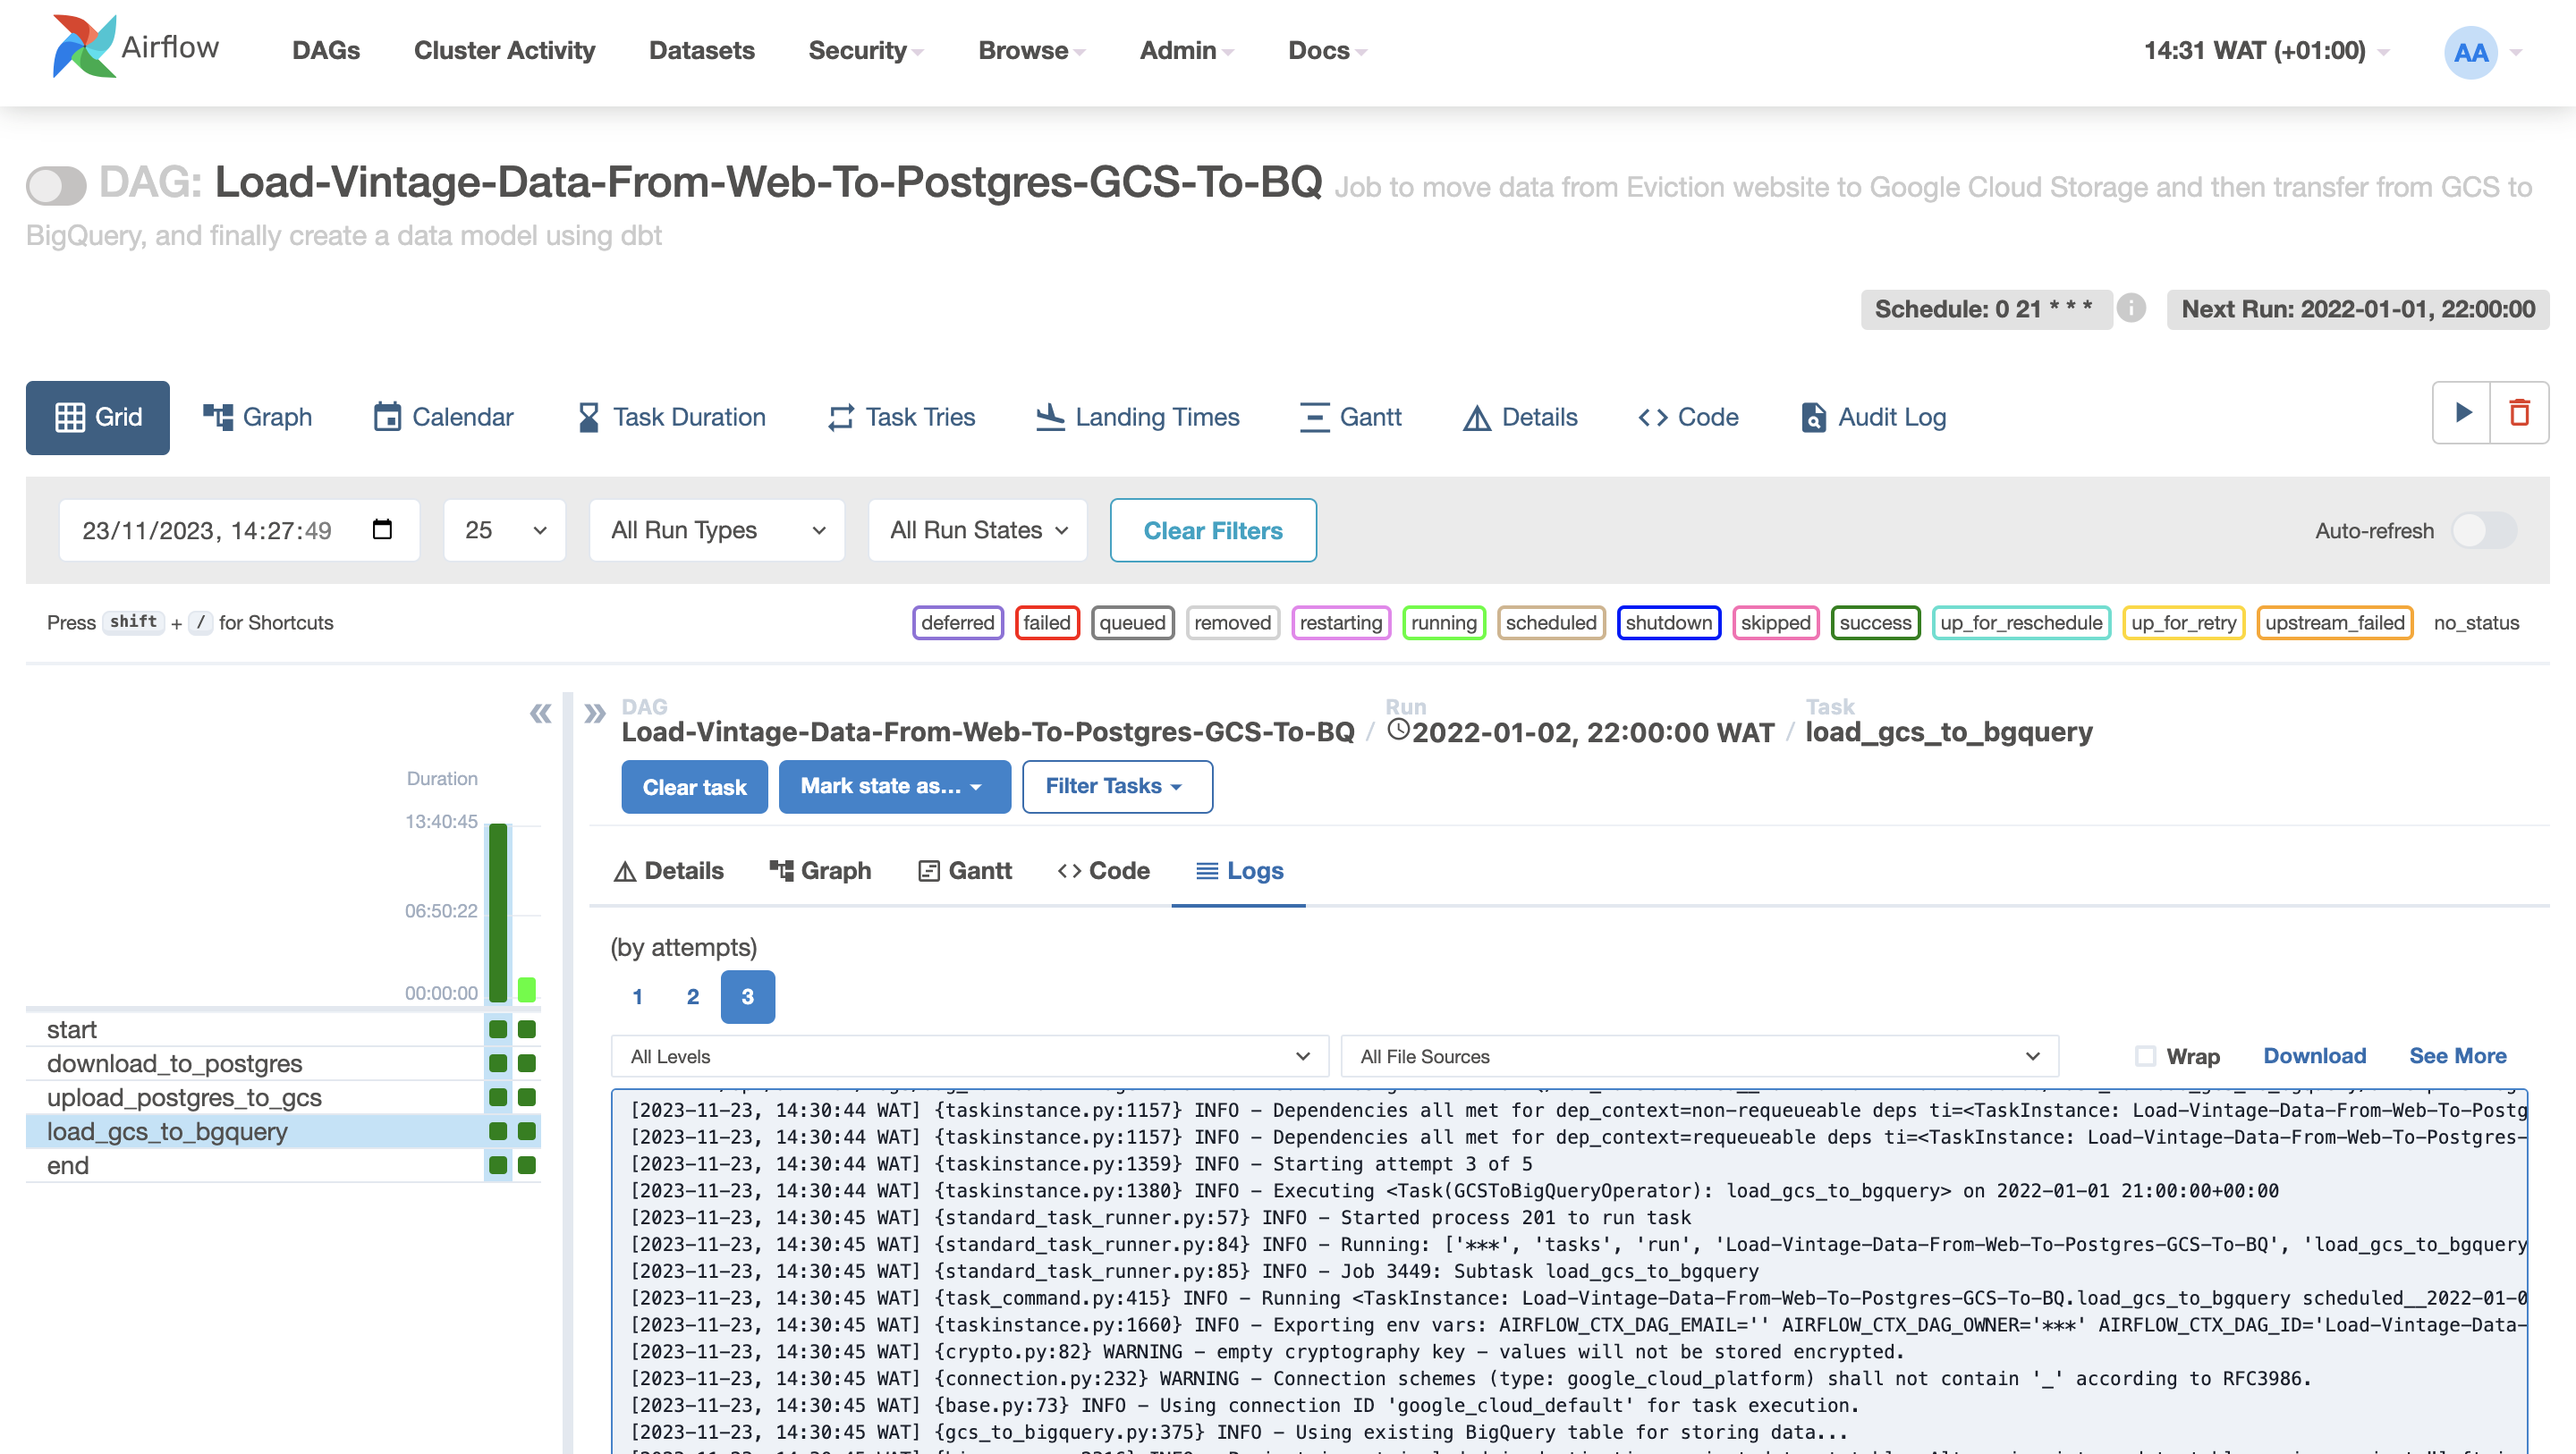 Airflow DAGs Cluster Activity Datasets Security Browse Admin Docs 14:31 WAT (+01:00) AA
DAG: Load-Vintage-Data-From-Web-To-Postgres-GCS-To-BQ Job to move data from Eviction website to Google Cloud Storage and then transfer from GCS to
BigQuery, and finally create a data model using dbt
Schedule: 0 21 * * * i Next Run: 2022-01-01, 22:00:00
Grid Graph Calendar Task Duration Task Tries Landing Times Gantt Details Code Audit Log
23/11/2023, 14:27:49 25 All Run Types All Run States Clear Filters Auto-refresh
Press shift + / for Shortcuts deferred failed queued removed restarting running scheduled shutdown skipped success up_for_reschedule up_for_retry upstream_failed no_status
DAG Run Task
Load-Vintage-Data-From-Web-To-Postgres-GCS-To-BQ / 2022-01-02, 22:00:00 WAT / load_gcs_to_bgquery
Clear task Mark state as... Filter Tasks
Duration
13:40:45
06:50:22
00:00:00
start
download_to_postgres
upload_postgres_to_gcs
load_gcs_to_bgquery
end
Details Graph Gantt Code Logs
(by attempts)
1 2 3
All Levels All File Sources Wrap Download See More
[2023-11-23, 14:30:44 WAT] {taskinstance.py:1157} INFO - Dependencies all met for dep_context=non-requeueable deps ti=<TaskInstance: Load-Vintage-Data-From-Web-To-Postg
[2023-11-23, 14:30:44 WAT] {taskinstance.py:1157} INFO - Dependencies all met for dep_context=requeueable deps ti=<TaskInstance: Load-Vintage-Data-From-Web-To-Postgres-
[2023-11-23, 14:30:44 WAT] {taskinstance.py:1359} INFO - Starting attempt 3 of 5
[2023-11-23, 14:30:44 WAT] {taskinstance.py:1380} INFO - Executing <Task(GCSToBigQueryOperator): load_gcs_to_bgquery> on 2022-01-01 21:00:00+00:00
[2023-11-23, 14:30:45 WAT] {standard_task_runner.py:57} INFO - Started process 201 to run task
[2023-11-23, 14:30:45 WAT] {standard_task_runner.py:84} INFO - Running: ['***', 'tasks', 'run', 'Load-Vintage-Data-From-Web-To-Postgres-GCS-To-BQ', 'load_gcs_to_bgquery
[2023-11-23, 14:30:45 WAT] {standard_task_runner.py:85} INFO - Job 3449: Subtask load_gcs_to_bgquery
[2023-11-23, 14:30:45 WAT] {task_command.py:415} INFO - Running <TaskInstance: Load-Vintage-Data-From-Web-To-Postgres-GCS-To-BQ.load_gcs_to_bgquery scheduled__2022-01-0
[2023-11-23, 14:30:45 WAT] {taskinstance.py:1660} INFO - Exporting env vars: AIRFLOW_CTX_DAG_EMAIL='' AIRFLOW_CTX_DAG_OWNER='***' AIRFLOW_CTX_DAG_ID='Load-Vintage-Data-
[2023-11-23, 14:30:45 WAT] {crypto.py:82} WARNING - empty cryptography key - values will not be stored encrypted.
[2023-11-23, 14:30:45 WAT] {connection.py:232} WARNING - Connection schemes (type: google_cloud_platform) shall not contain '_' according to RFC3986.
[2023-11-23, 14:30:45 WAT] {base.py:73} INFO - Using connection ID 'google_cloud_default' for task execution.
[2023-11-23, 14:30:45 WAT] {gcs_to_bigquery.py:375} INFO - Using existing BigQuery table for storing data...